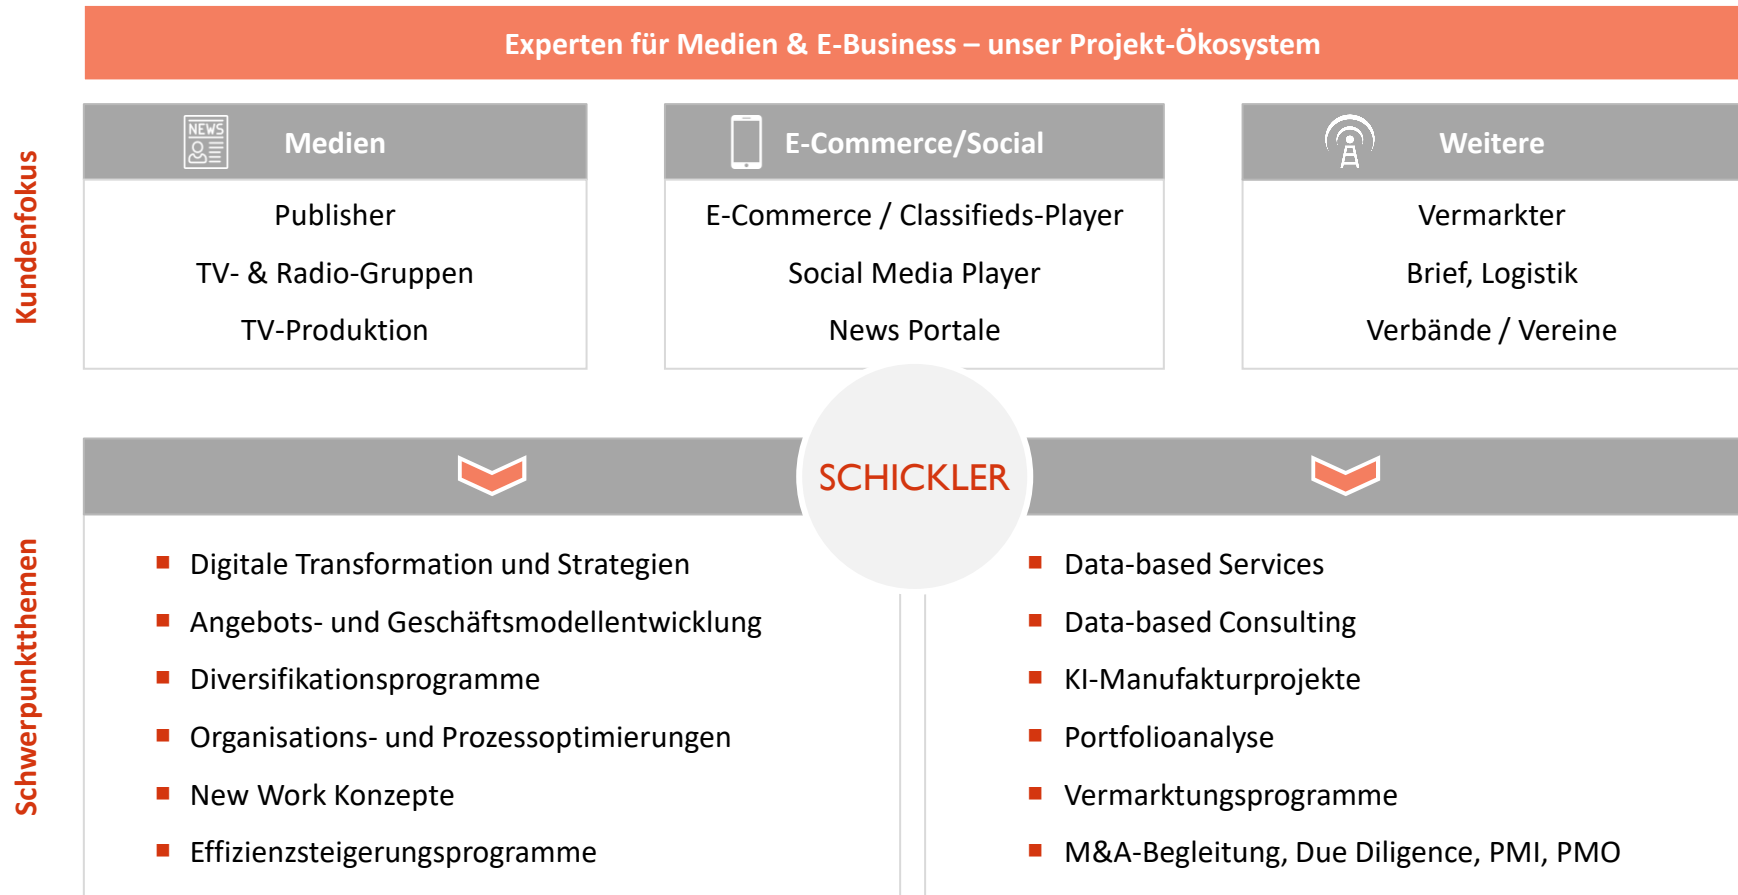 Experten für Medien & E-Business – unser Projekt-Ökosystem
Kundenfokus
NEWS
Medien
Publisher
TV- & Radio-Gruppen
TV-Produktion
E-Commerce/Social
E-Commerce / Classifieds-Player
Social Media Player
News Portale
Weitere
Vermarkter
Brief, Logistik
Verbände / Vereine
SCHICKLER
Schwerpunktthemen
Digitale Transformation und Strategien
Angebots- und Geschäftsmodellentwicklung
Diversifikationsprogramme
Organisations- und Prozessoptimierungen
New Work Konzepte
Effizienzsteigerungsprogramme
Data-based Services
Data-based Consulting
KI-Manufakturprojekte
Portfolioanalyse
Vermarktungsprogramme
M&A-Begleitung, Due Diligence, PMI, PMO